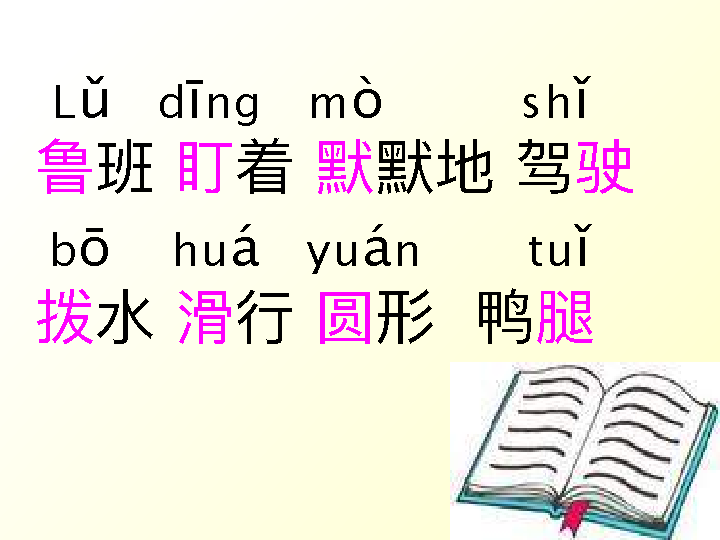 Lǔ dīng mò shǐ
鲁班 盯着 默默地 驾驶
bō huá yuán tuǐ
拨水 滑行 圆形 鸭腿